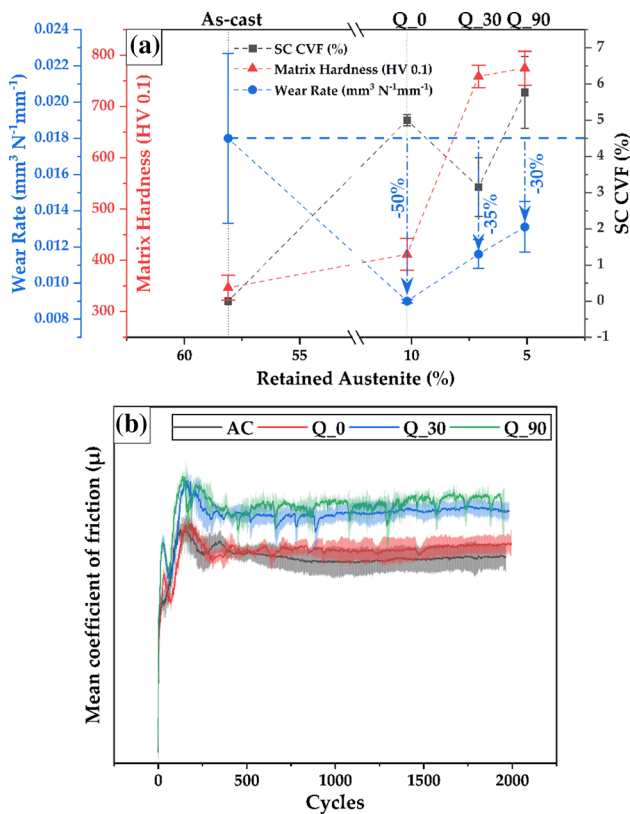 As-cast Q_0 Q_30 Q_90
(a)
SC CVF (%)
Matrix Hardness (HV 0.1)
Wear Rate (mm³ N⁻¹mm⁻¹)
Wear Rate (mm³ N⁻¹mm⁻¹)
0.024
0.022
0.020
0.018
0.016
0.014
0.012
0.010
0.008
Matrix Hardness (HV 0.1)
800
700
600
500
400
300
-50%
-35%
-30%
7
6
5
4
3
2
1
0
-1
SC CVF (%)
60 55 10 5
Retained Austenite (%)
(b)
AC Q_0 Q_30 Q_90
Mean coefficient of friction (μ)
0 500 1000 1500 2000
Cycles